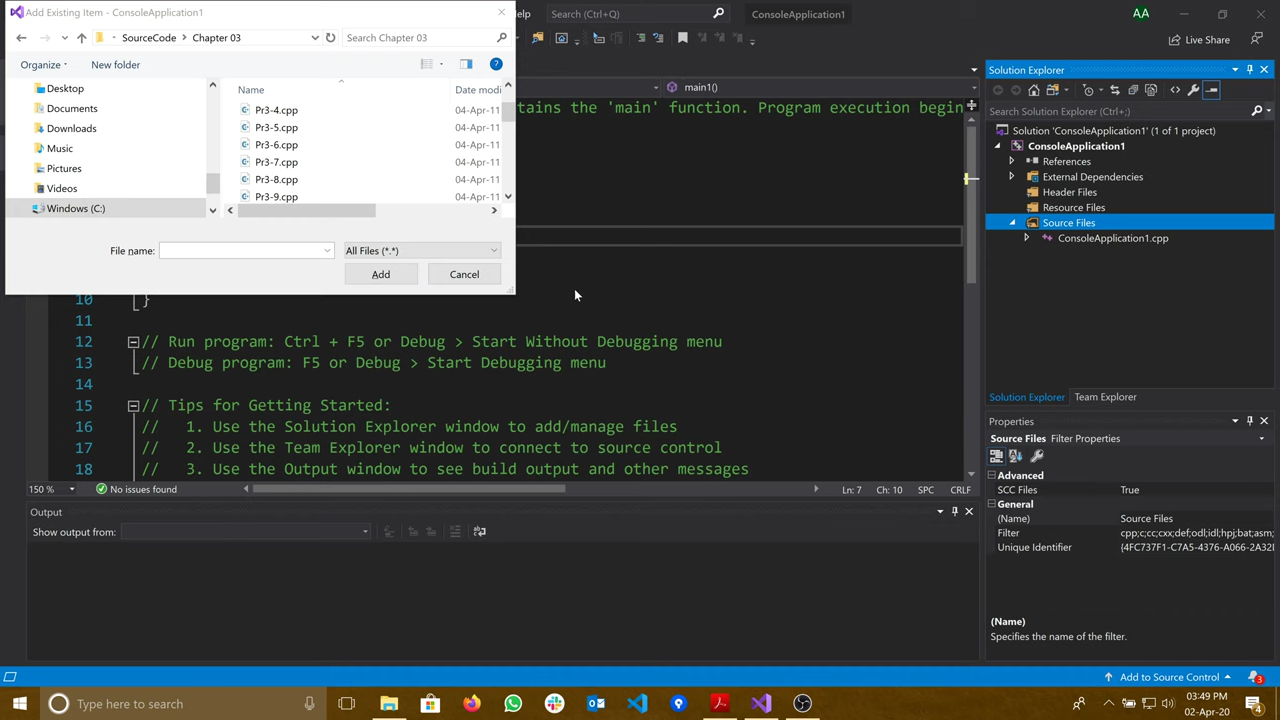 Add Existing Item - ConsoleApplication1
SourceCode Chapter 03 Search Chapter 03
Organize New folder
Desktop
Documents
Downloads
Music
Pictures
Videos
Windows (C:)
Name Date modi
Pr3-4.cpp 04-Apr-11
Pr3-5.cpp 04-Apr-11
Pr3-6.cpp 04-Apr-11
Pr3-7.cpp 04-Apr-11
Pr3-8.cpp 04-Apr-11
Pr3-9.cpp 04-Apr-11
File name: All Files (*.*)
Add Cancel
elp Search (Ctrl+Q) ConsoleApplication1 AA
Live Share
main1()
tains the 'main' function. Program execution begin
10 }
11
12 // Run program: Ctrl + F5 or Debug > Start Without Debugging menu
13 // Debug program: F5 or Debug > Start Debugging menu
14
15 // Tips for Getting Started:
16 // 1. Use the Solution Explorer window to add/manage files
17 // 2. Use the Team Explorer window to connect to source control
18 // 3. Use the Output window to see build output and other messages
150 % No issues found Ln: 7 Ch: 10 SPC CRLF
Output
Show output from:
Solution Explorer
Search Solution Explorer (Ctrl+;)
Solution 'ConsoleApplication1' (1 of 1 project)
ConsoleApplication1
References
External Dependencies
Header Files
Resource Files
Source Files
ConsoleApplication1.cpp
Solution Explorer Team Explorer
Properties
Source Files Filter Properties
Advanced
SCC Files True
General
(Name) Source Files
Filter cpp;c;cc;cxx;def;odl;idl;hpj;bat;asm;
Unique Identifier {4FC737F1-C7A5-4376-A066-2A32D
(Name)
Specifies the name of the filter.
Add to Source Control 3
Type here to search
03:49 PM
02-Apr-20
4